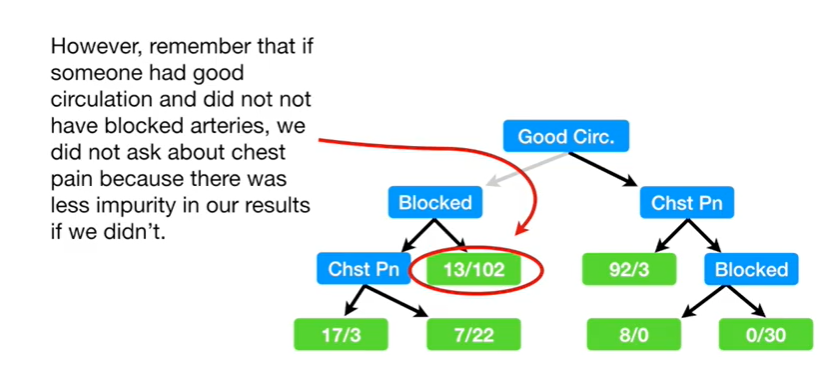 However, remember that if
someone had good
circulation and did not not
have blocked arteries, we
did not ask about chest
pain because there was
less impurity in our results
if we didn't.
Good Circ.
Blocked
Chst Pn
Chst Pn
13/102
92/3
Blocked
17/3
7/22
8/0
0/30